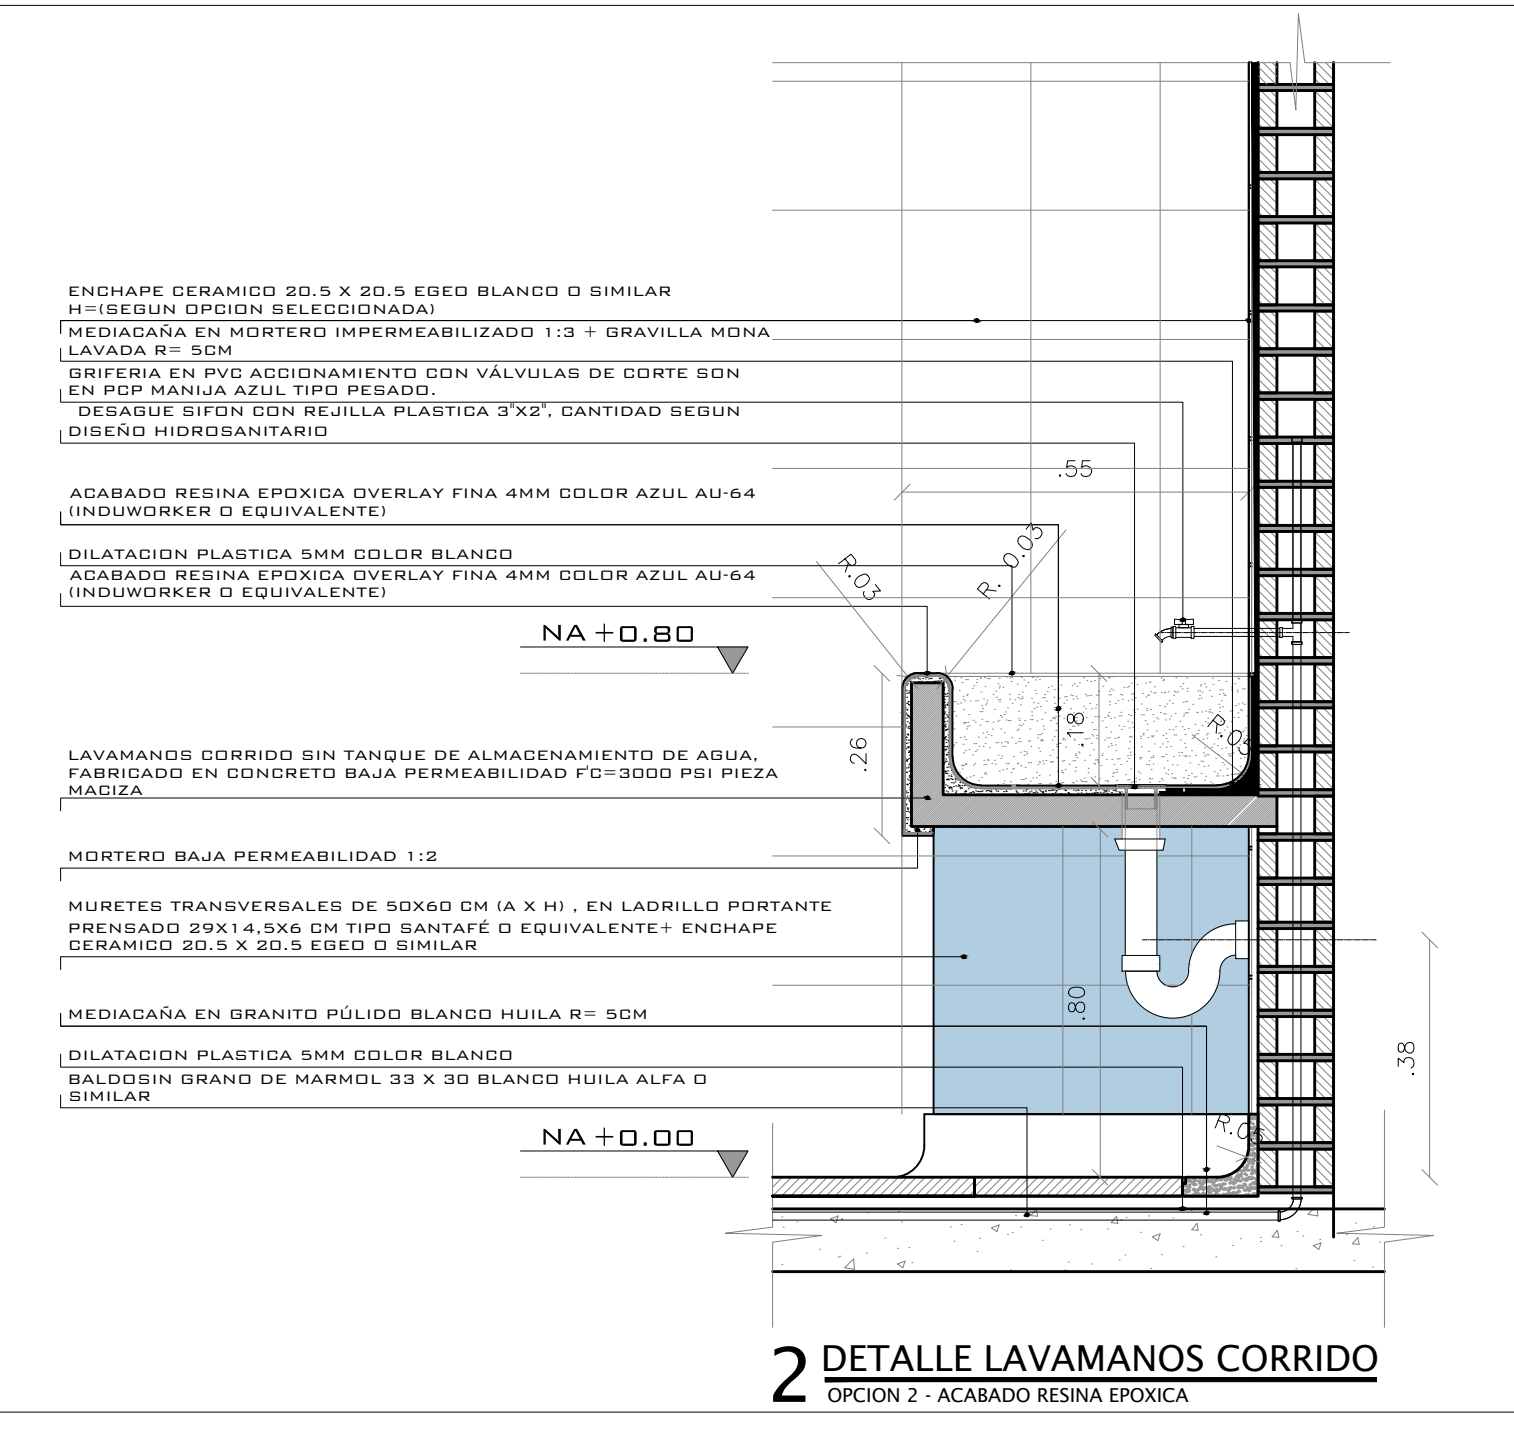 ENCHAPE CERAMICO 20.5 X 20.5 EGEO BLANCO O SIMILAR
H=(SEGUN OPCION SELECCIONADA)
MEDIACAÑA EN MORTERO IMPERMEABILIZADO 1:3 + GRAVILLA MONA
LAVADA R= 5CM
GRIFERIA EN PVC ACCIONAMIENTO CON VÁLVULAS DE CORTE SON
EN PCP MANIJA AZUL TIPO PESADO.
DESAGUE SIFON CON REJILLA PLASTICA 3"X2", CANTIDAD SEGUN
DISEÑO HIDROSANITARIO
.55
ACABADO RESINA EPOXICA OVERLAY FINA 4MM COLOR AZUL AU-64
(INDUWORKER O EQUIVALENTE)
DILATACION PLASTICA 5MM COLOR BLANCO
R.03
R. 0.03
ACABADO RESINA EPOXICA OVERLAY FINA 4MM COLOR AZUL AU-64
(INDUWORKER O EQUIVALENTE)
NA +0.80
.26
.18
R.05
LAVAMANOS CORRIDO SIN TANQUE DE ALMACENAMIENTO DE AGUA,
FABRICADO EN CONCRETO BAJA PERMEABILIDAD F'C=3000 PSI PIEZA
MACIZA
MORTERO BAJA PERMEABILIDAD 1:2
MURETES TRANSVERSALES DE 50X60 CM (A X H) , EN LADRILLO PORTANTE
PRENSADO 29X14,5X6 CM TIPO SANTAFÉ O EQUIVALENTE+ ENCHAPE
CERAMICO 20.5 X 20.5 EGEO O SIMILAR
.80
.38
MEDIACAÑA EN GRANITO PÚLIDO BLANCO HUILA R= 5CM
DILATACION PLASTICA 5MM COLOR BLANCO
BALDOSIN GRANO DE MARMOL 33 X 30 BLANCO HUILA ALFA O
SIMILAR
R.05
NA +0.00
2 DETALLE LAVAMANOS CORRIDO
OPCION 2 - ACABADO RESINA EPOXICA